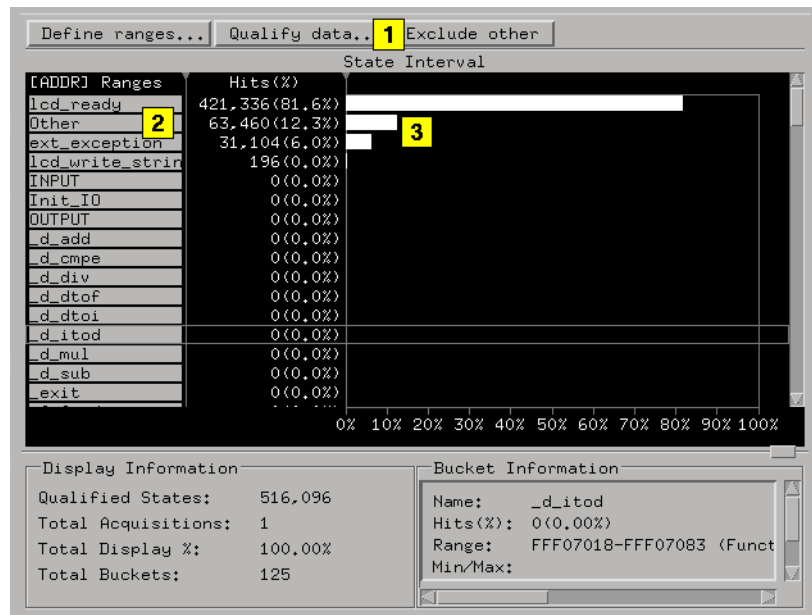 Define ranges... Qualify data.. 1 Exclude other
State Interval
[ADDR] Ranges Hits(%)
lcd_ready 421,336(81.6%)
Other 2 63,460(12.3%) 3
ext_exception 31,104(6.0%)
lcd_write_strin 196(0.0%)
INPUT 0(0.0%)
Init_IO 0(0.0%)
OUTPUT 0(0.0%)
_d_add 0(0.0%)
_d_cmpe 0(0.0%)
_d_div 0(0.0%)
_d_dtof 0(0.0%)
_d_dtoi 0(0.0%)
_d_itod 0(0.0%)
_d_mul 0(0.0%)
_d_sub 0(0.0%)
_exit 0(0.0%)
0% 10% 20% 30% 40% 50% 60% 70% 80% 90% 100%
Display Information
Qualified States: 516,096
Total Acquisitions: 1
Total Display %: 100.00%
Total Buckets: 125
Bucket Information
Name: _d_itod
Hits(%): 0(0.00%)
Range: FFF07018-FFF07083 (Funct
Min/Max: